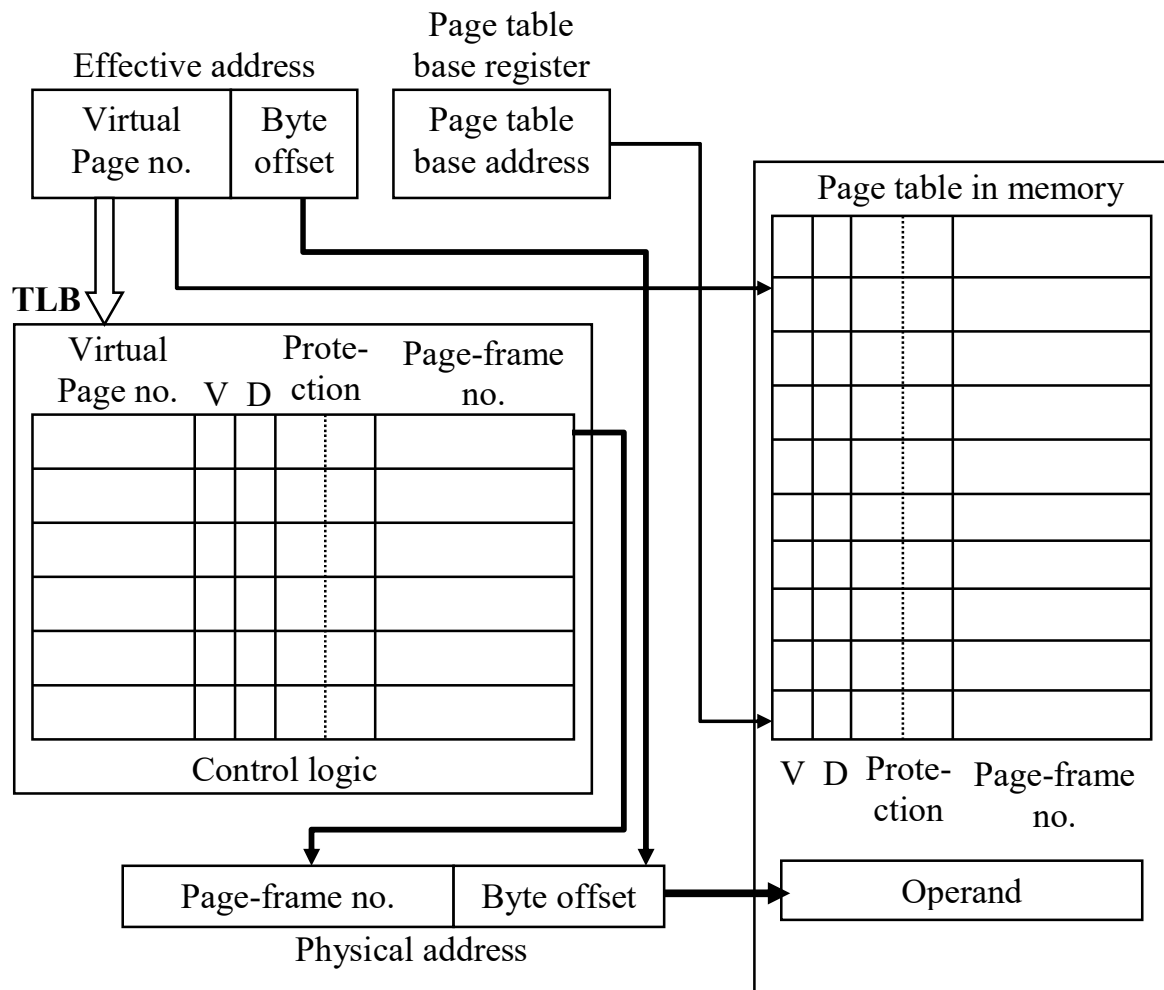 Page table
base register
Effective address
Virtual
Page no.
Byte
offset
Page table
base address
Page table in memory
TLB
Virtual
Page no.
V
D
Prote-
ction
Page-frame
no.
Control logic
V
D
Prote-
ction
Page-frame
no.
Page-frame no.
Byte offset
Operand
Physical address